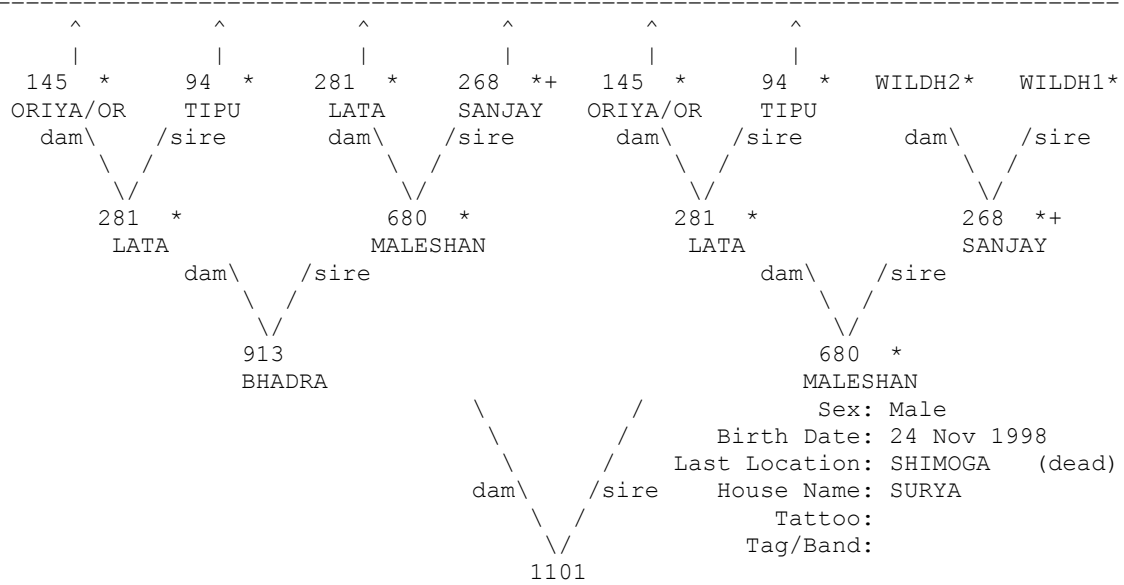 --------------------------------------------------------------------------------
^ ^ ^ ^ ^ ^
| | | | | |
145 * 94 * 281 * 268 *+ 145 * 94 * WILDH2* WILDH1*
ORIYA/OR TIPU LATA SANJAY ORIYA/OR TIPU
dam\ /sire dam\ /sire dam\ /sire dam\ /sire
\ / \ / \ / \ /
\/ \/ \/ \/
281 * 680 * 281 * 268 *+
LATA MALESHAN LATA SANJAY
dam\ /sire dam\ /sire
\ / \ /
\/ \/
913 680 *
BHADRA MALESHAN
\ / Sex: Male
\ / Birth Date: 24 Nov 1998
\ / Last Location: SHIMOGA (dead)
dam\ /sire House Name: SURYA
\ / Tattoo:
\/ Tag/Band:
1101